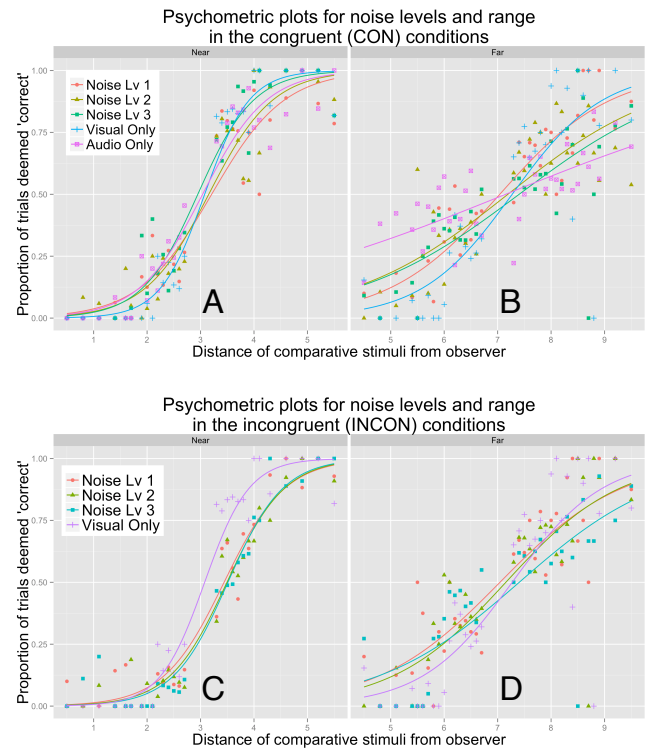 Psychometric plots for noise levels and range
in the congruent (CON) conditions
Near
Far
Proportion of trials deemed 'correct'
1.00
0.75
0.50
0.25
0.00
Noise Lv 1
Noise Lv 2
Noise Lv 3
Visual Only
Audio Only
A
B
1 2 3 4 5
5 6 7 8 9
Distance of comparative stimuli from observer
Psychometric plots for noise levels and range
in the incongruent (INCON) conditions
Near
Far
Proportion of trials deemed 'correct'
1.00
0.75
0.50
0.25
0.00
Noise Lv 1
Noise Lv 2
Noise Lv 3
Visual Only
C
D
1 2 3 4 5
5 6 7 8 9
Distance of comparative stimuli from observer